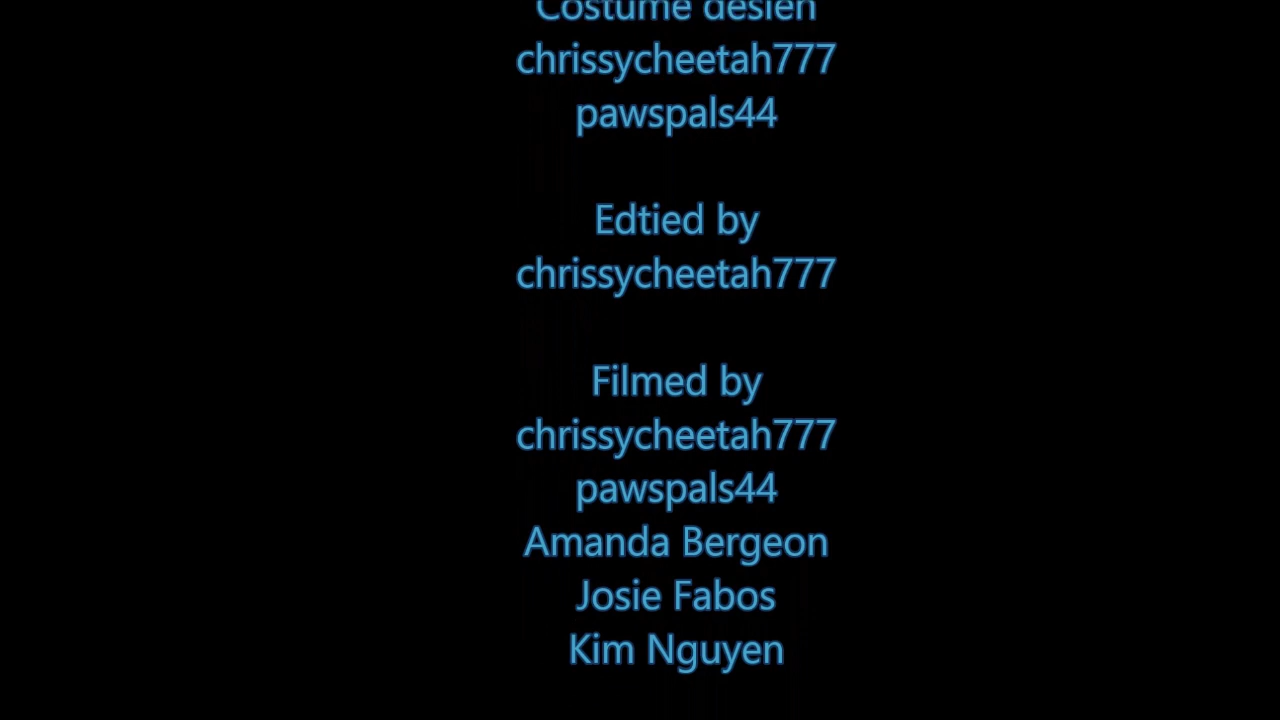 Costume desien
chrissycheetah777
pawspals44
Edtied by
chrissycheetah777
Filmed by
chrissycheetah777
pawspals44
Amanda Bergeon
Josie Fabos
Kim Nguyen